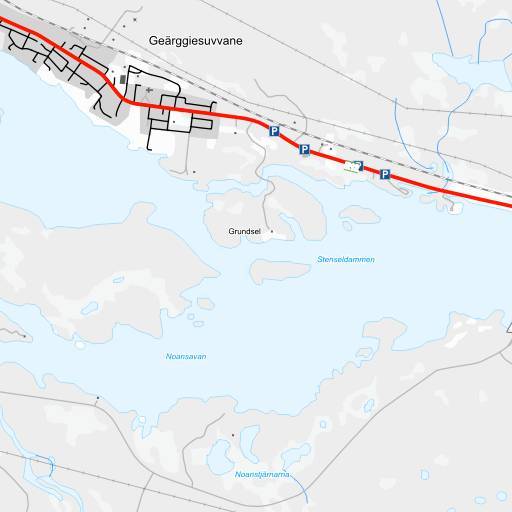 Geärggiesuvvane
P
P
P
P
Grundsel
Stenseldammen
Noansavan
Noanstjärnarna